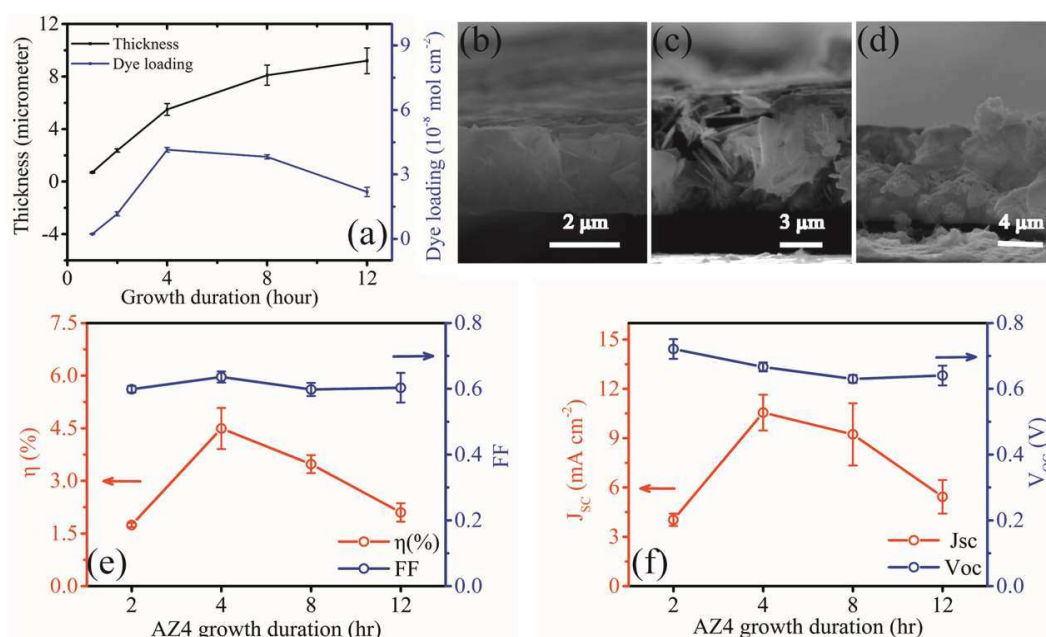 12
8
4
0
-4
Thickness (micrometer)
Thickness
Dye loading
9
6
3
0
Dye loading (10⁻⁸ mol cm⁻²)
(a)
0 4 8 12
Growth duration (hour)
(b)
2 μm
(c)
3 μm
(d)
4 μm
7.5
6.0
4.5
3.0
1.5
0.0
η (%)
0.8
0.6
0.4
0.2
0.0
FF
(e)
η(%)
FF
2 4 8 12
AZ4 growth duration (hr)
15
12
9
6
3
0
J_SC (mA cm⁻²)
0.8
0.6
0.4
0.2
0.0
V_OC (V)
(f)
Jsc
Voc
2 4 8 12
AZ4 growth duration (hr)